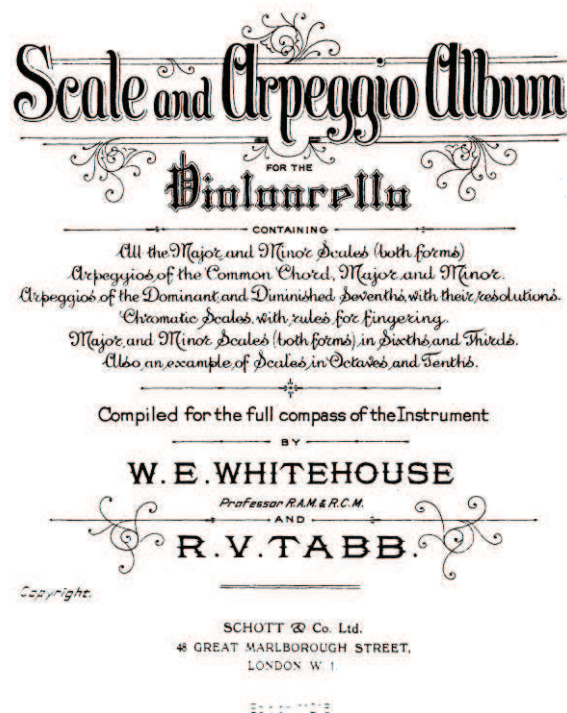 Scale and Arpeggio Album
FOR THE
Violoncello
CONTAINING
All the Major and Minor Scales (both forms)
Arpeggios of the Common Chord, Major and Minor.
Arpeggios of the Dominant and Diminished Sevenths, with their resolutions.
Chromatic Scales, with rules for fingering.
Major and Minor Scales (both forms), in Sixths and Thirds.
Also an example of Scales in Octaves and Tenths.
Compiled for the full compass of the Instrument
BY
W. E. WHITEHOUSE
Professor R.A.M. & R.C.M.
AND
R. V. TABB.
Copyright.
SCHOTT & Co. Ltd.
48 GREAT MARLBOROUGH STREET,
LONDON W 1